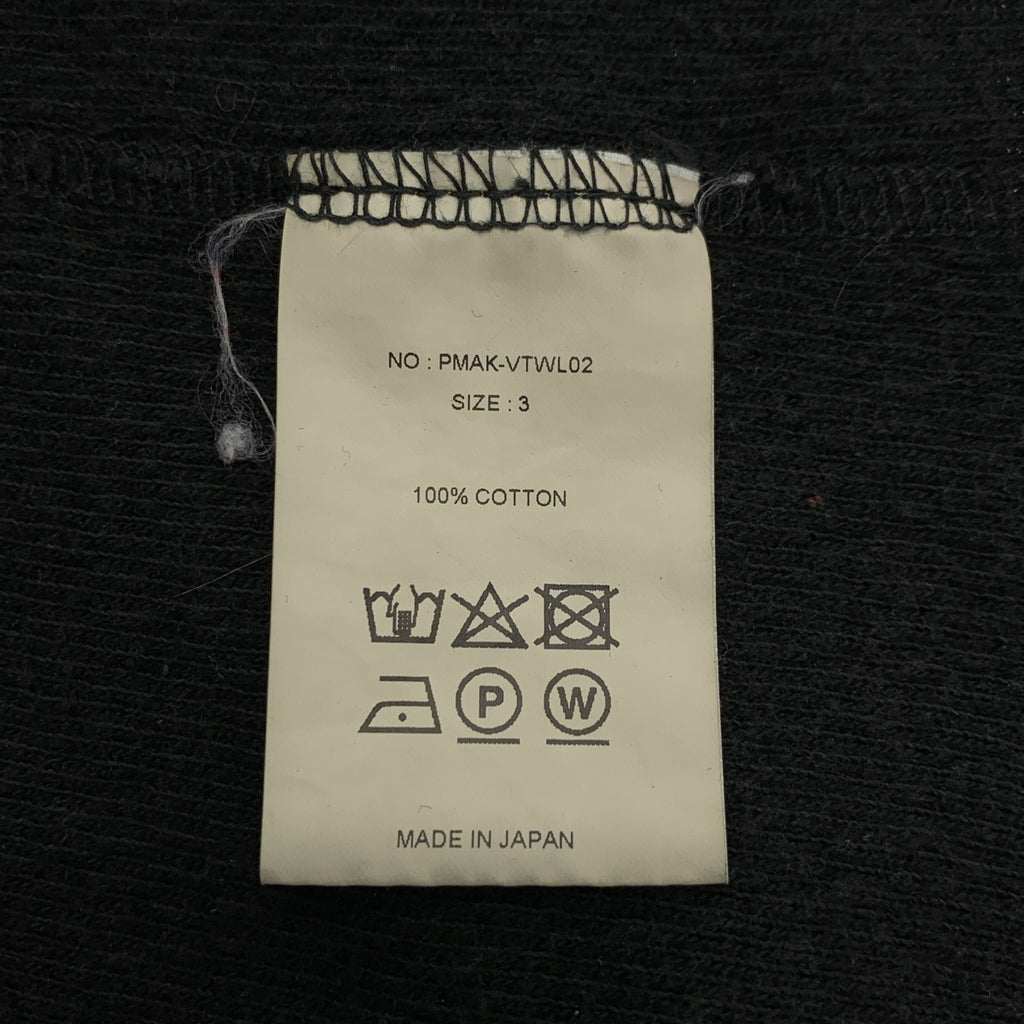 NO : PMAK-VTWL02
SIZE : 3
100% COTTON
P W
MADE IN JAPAN